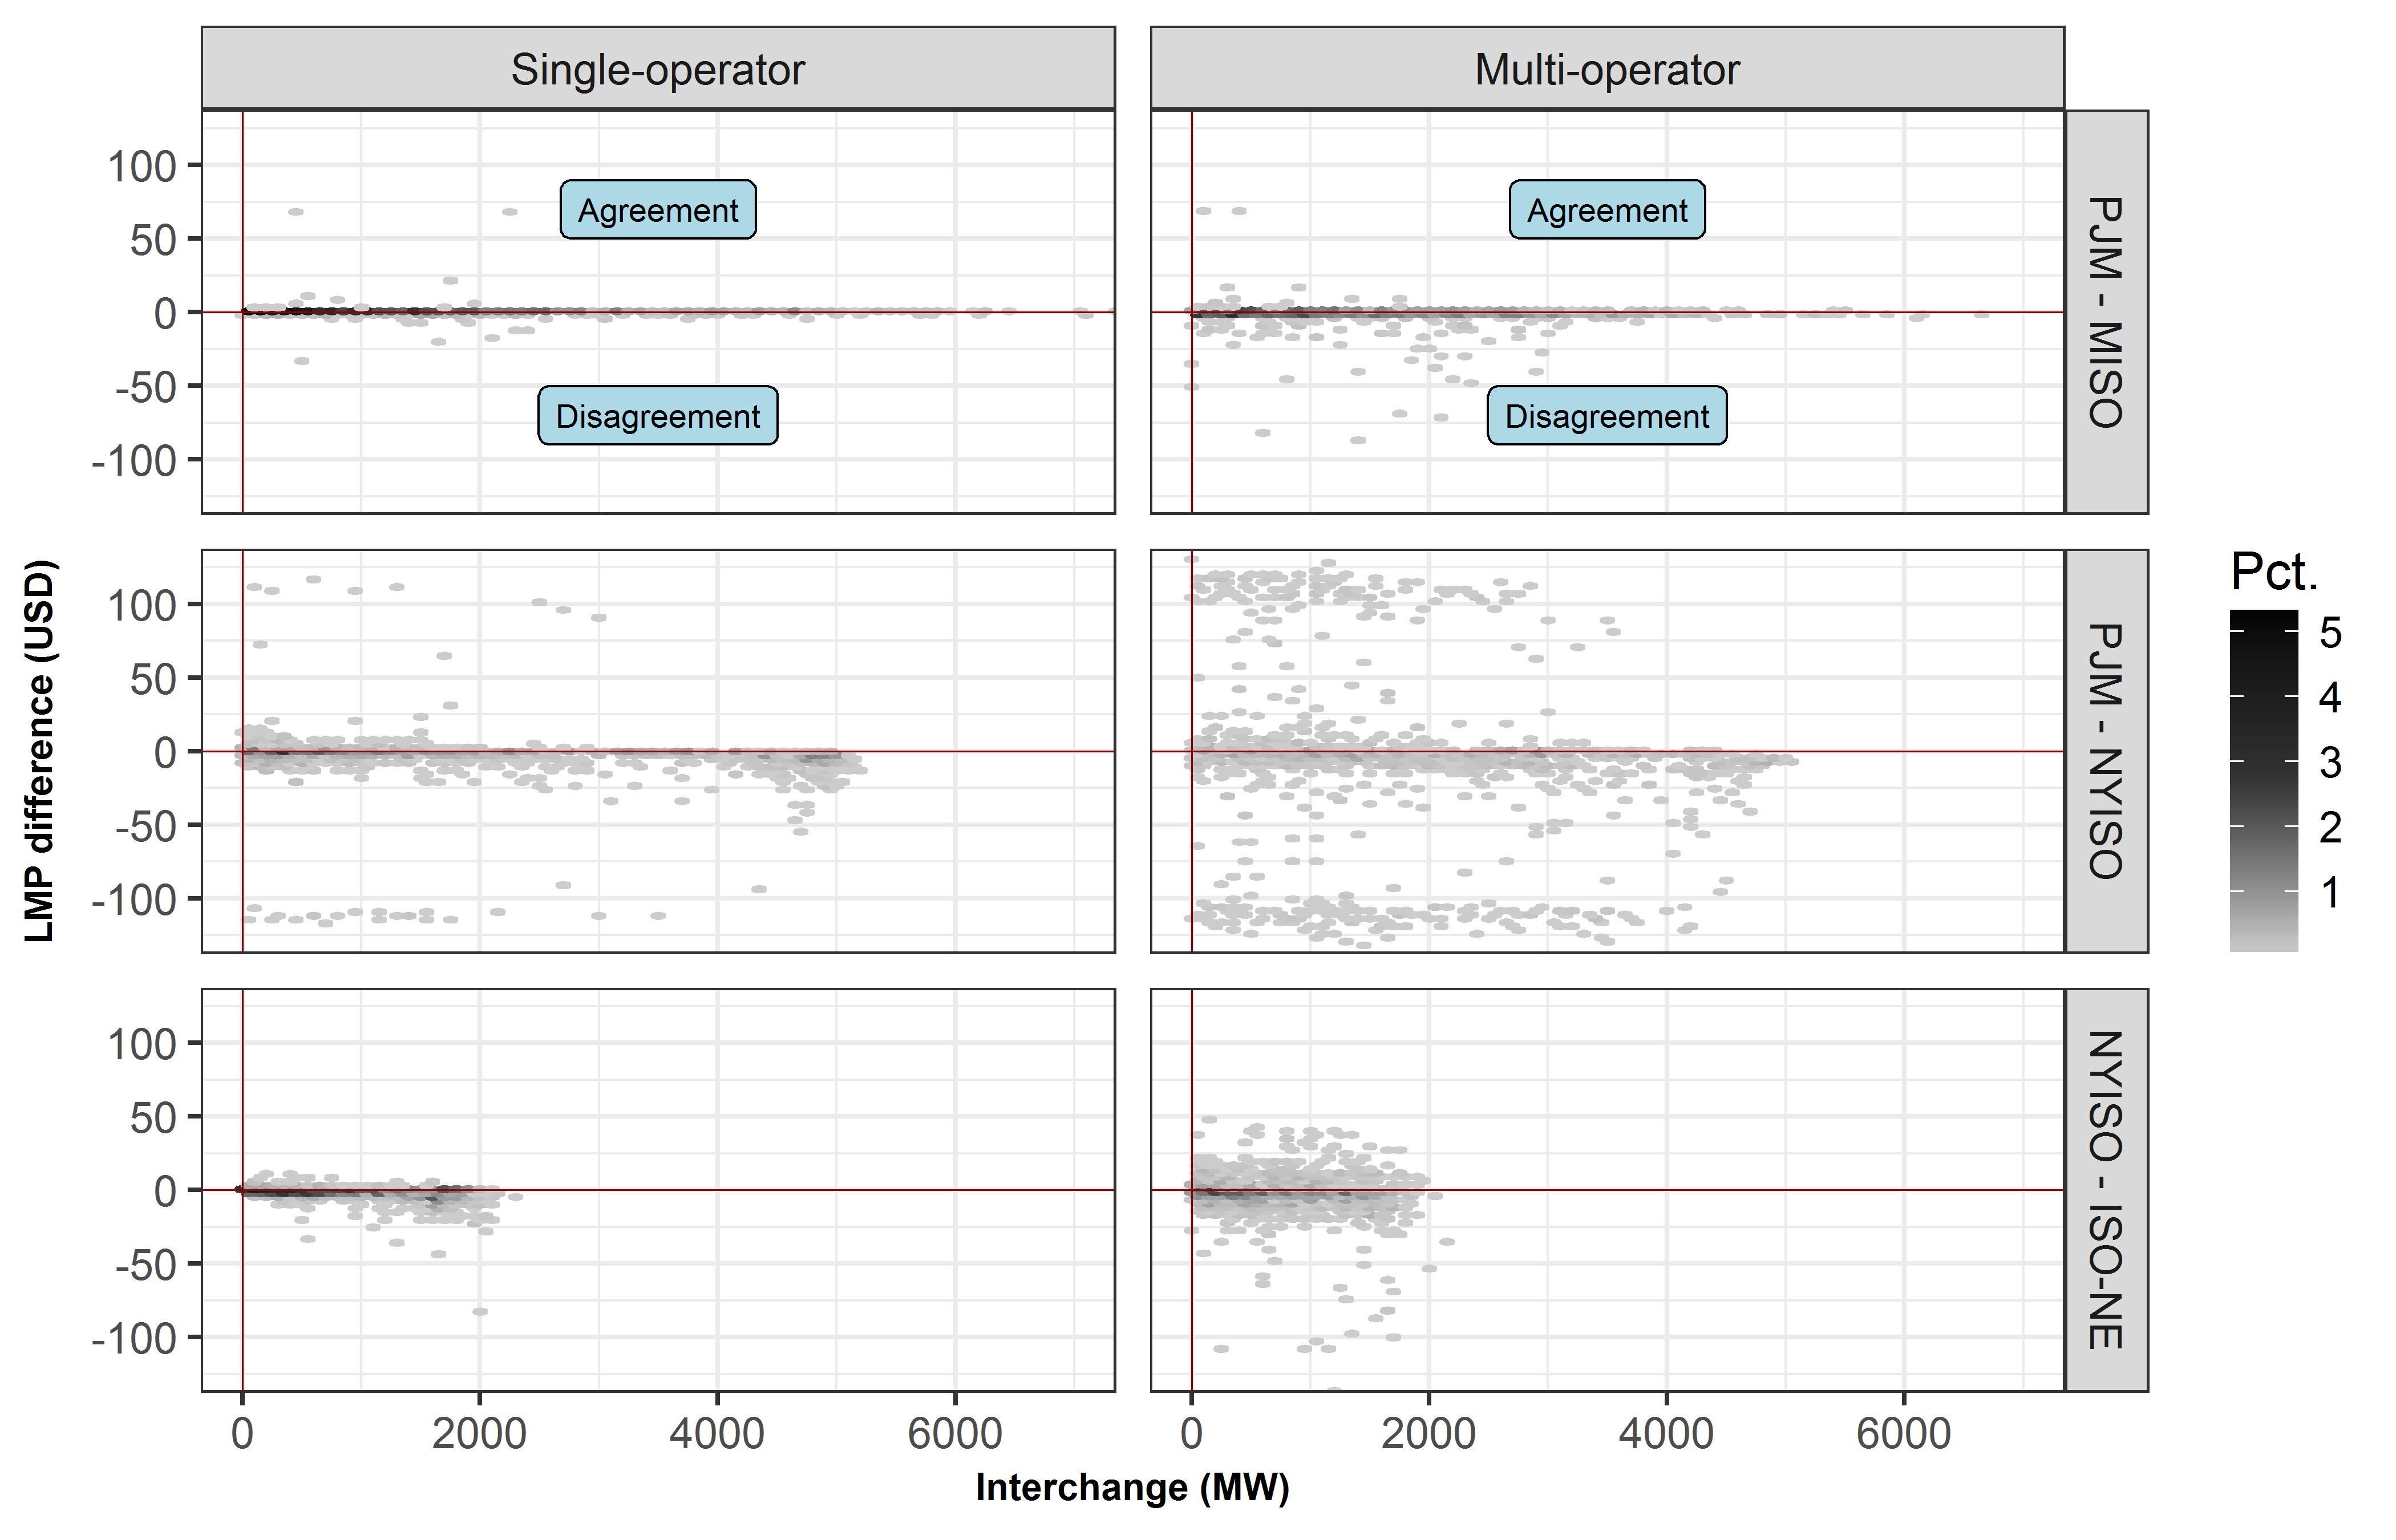 Single-operator
Multi-operator
100
50
0
-50
-100
Agreement
Disagreement
Agreement
Disagreement
PJM - MISO
LMP difference (USD)
100
50
0
-50
-100
PJM - NYISO
Pct.
5
4
3
2
1
100
50
0
-50
-100
NYISO - ISO-NE
0 2000 4000 6000
0 2000 4000 6000
Interchange (MW)